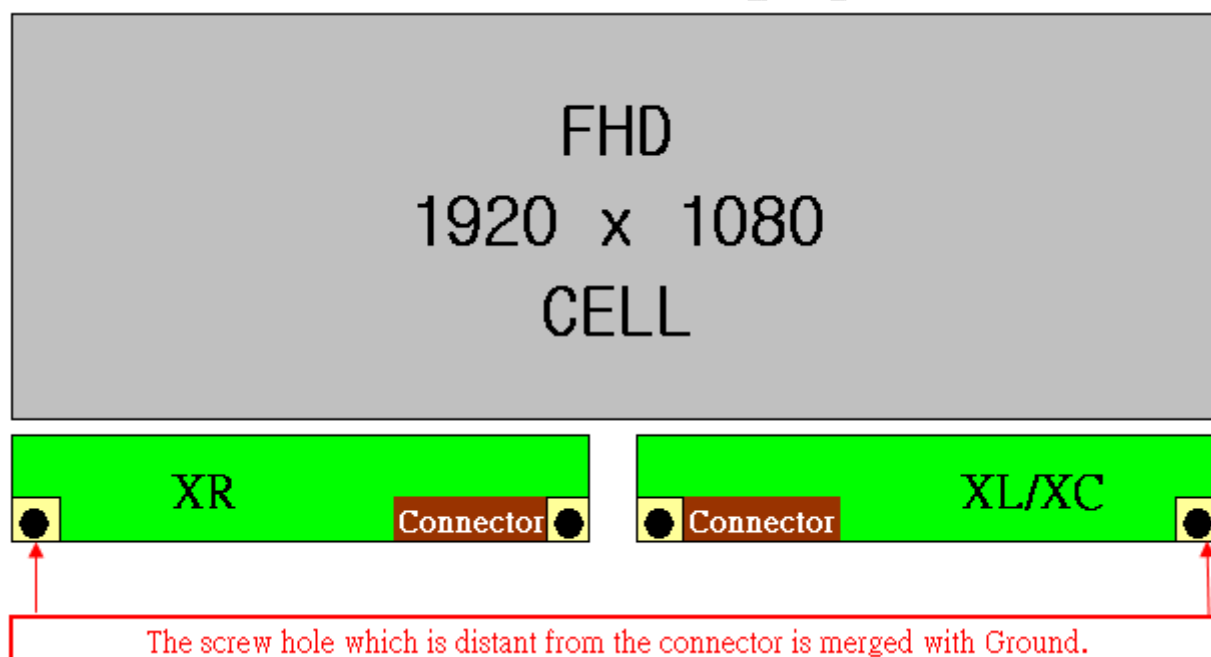 FHD
1920 x 1080
CELL
XR
XL/XC
Connector
Connector
The screw hole which is distant from the connector is merged with Ground.